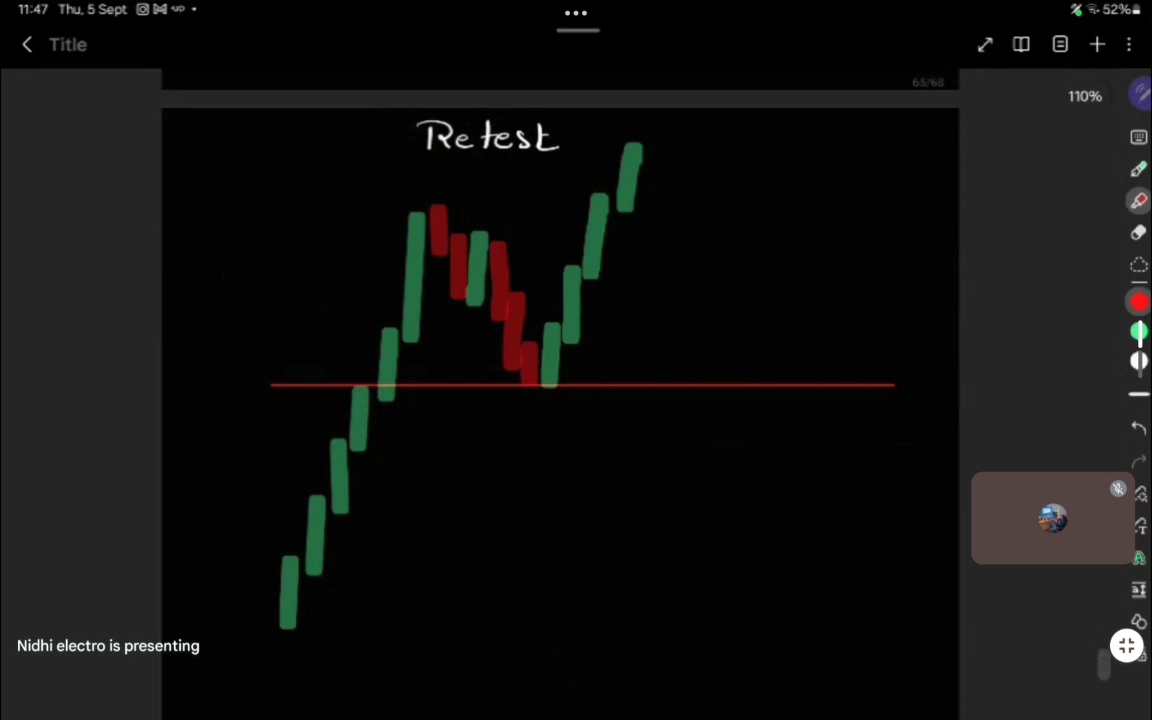 11:47 Thu, 5 Sept
52%
Title
65/68
110%
Retest
Nidhi electro is presenting